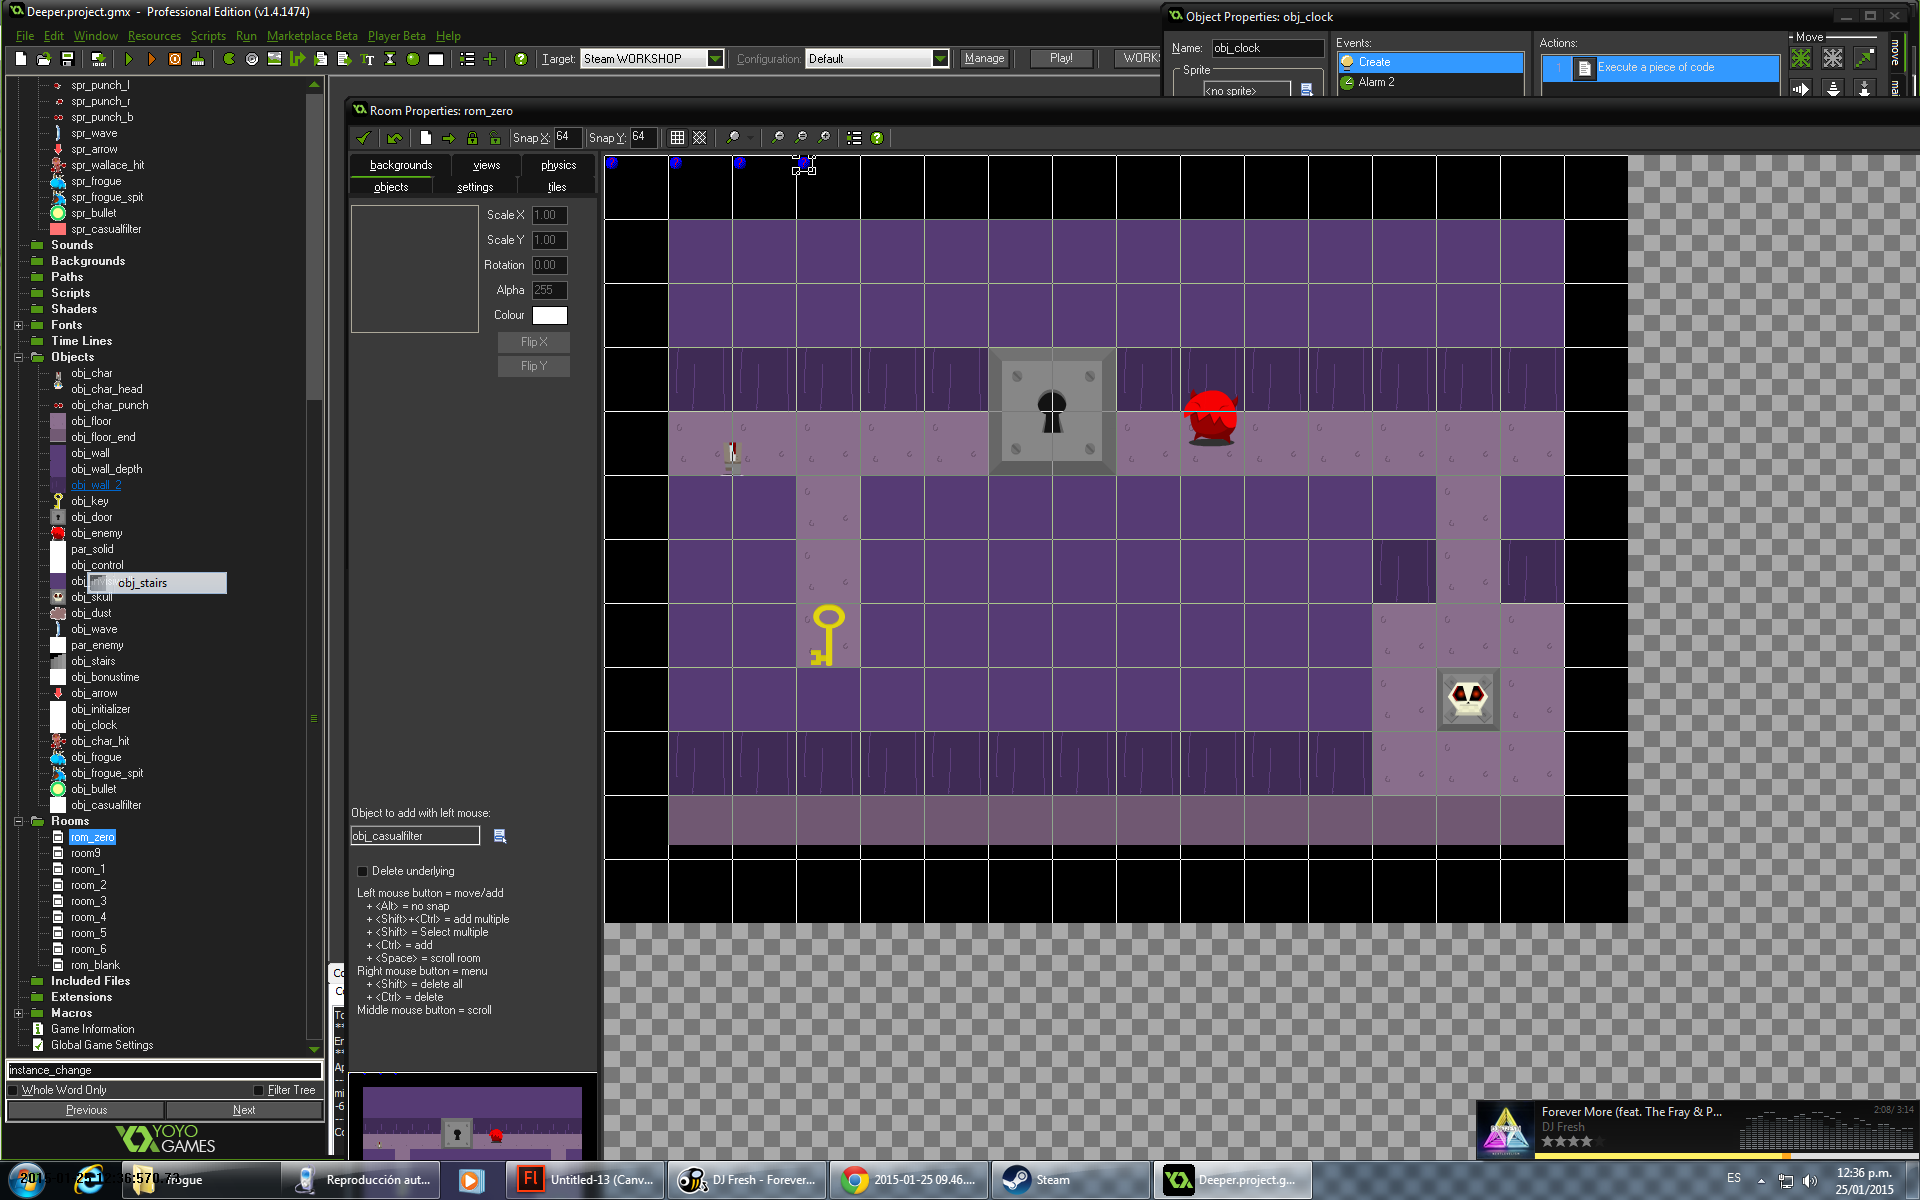 Deeper.project.gmx - Professional Edition (v1.4.1474)
File Edit Window Resources Scripts Run Marketplace Beta Player Beta Help
Target: Steam WORKSHOP Configuration: Default Manage Play!
Object Properties: obj_clock
Name: obj_clock
Sprite
<no sprite>
Events:
Create
Alarm 2
Actions:
1 Execute a piece of code
Move
move
spr_punch_l
spr_punch_r
spr_punch_b
spr_wave
spr_arrow
spr_wallace_hit
spr_frogue
spr_frogue_spit
spr_bullet
spr_casualfilter
Sounds
Backgrounds
Paths
Scripts
Shaders
Fonts
Time Lines
Objects
obj_char
obj_char_head
obj_char_punch
obj_floor
obj_floor_end
obj_wall
obj_wall_depth
obj_wall_2
obj_key
obj_door
obj_enemy
par_solid
obj_control
obj_stairs
obj_skull
obj_dust
obj_wave
par_enemy
obj_stairs
obj_bonustime
obj_arrow
obj_initializer
obj_clock
obj_char_hit
obj_frogue
obj_frogue_spit
obj_bullet
obj_casualfilter
Rooms
rom_zero
room9
room_1
room_2
room_3
room_4
room_5
room_6
rom_blank
Included Files
Extensions
Macros
Game Information
Global Game Settings
instance_change
Whole Word Only Filter Tree
Previous Next
YOYO
GAMES
Room Properties: rom_zero
Snap X: 64 Snap Y: 64
backgrounds views physics
objects settings tiles
Scale X 1.00
Scale Y 1.00
Rotation 0.00
Alpha 255
Colour
Flip X
Flip Y
Object to add with left mouse:
obj_casualfilter
Delete underlying
Left mouse button = move/add
+ <Alt> = no snap
+ <Shift>+<Ctrl> = add multiple
+ <Shift> = Select multiple
+ <Ctrl> = add
+ <Space> = scroll room
Right mouse button = menu
+ <Shift> = delete all
+ <Ctrl> = delete
Middle mouse button = scroll
Forever More (feat. The Fray & P...
DJ Fresh
2:08/ 3:14
Reproducción aut...
Untitled-13 (Canv...
DJ Fresh - Forever...
2015-01-25 09.46....
Steam
Deeper.project.g...
ES
12:36 p.m.
25/01/2015